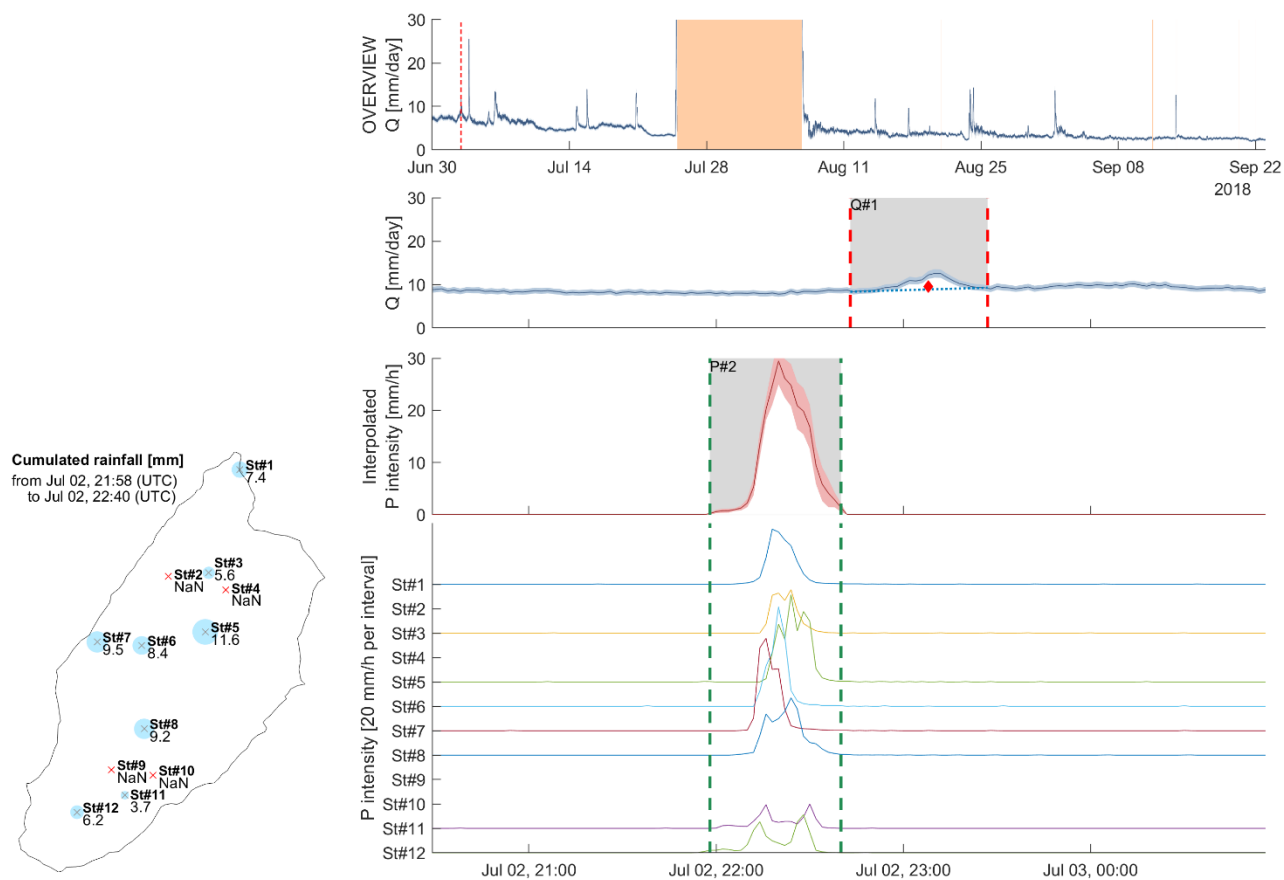 OVERVIEW
Q [mm/day]
30
20
10
0
Jun 30
Jul 14
Jul 28
Aug 11
Aug 25
Sep 08
Sep 22
2018
Q [mm/day]
30
20
10
0
Q#1
Interpolated
P intensity [mm/h]
30
20
10
0
P#2
Cumulated rainfall [mm]
from Jul 02, 21:58 (UTC)
to Jul 02, 22:40 (UTC)
St#1
7.4
St#2
NaN
St#3
5.6
St#4
NaN
St#5
11.6
St#7
9.5
St#6
8.4
St#8
9.2
St#9
NaN
St#10
NaN
St#11
3.7
St#12
6.2
P intensity [20 mm/h per interval]
St#1
St#2
St#3
St#4
St#5
St#6
St#7
St#8
St#9
St#10
St#11
St#12
Jul 02, 21:00
Jul 02, 22:00
Jul 02, 23:00
Jul 03, 00:00